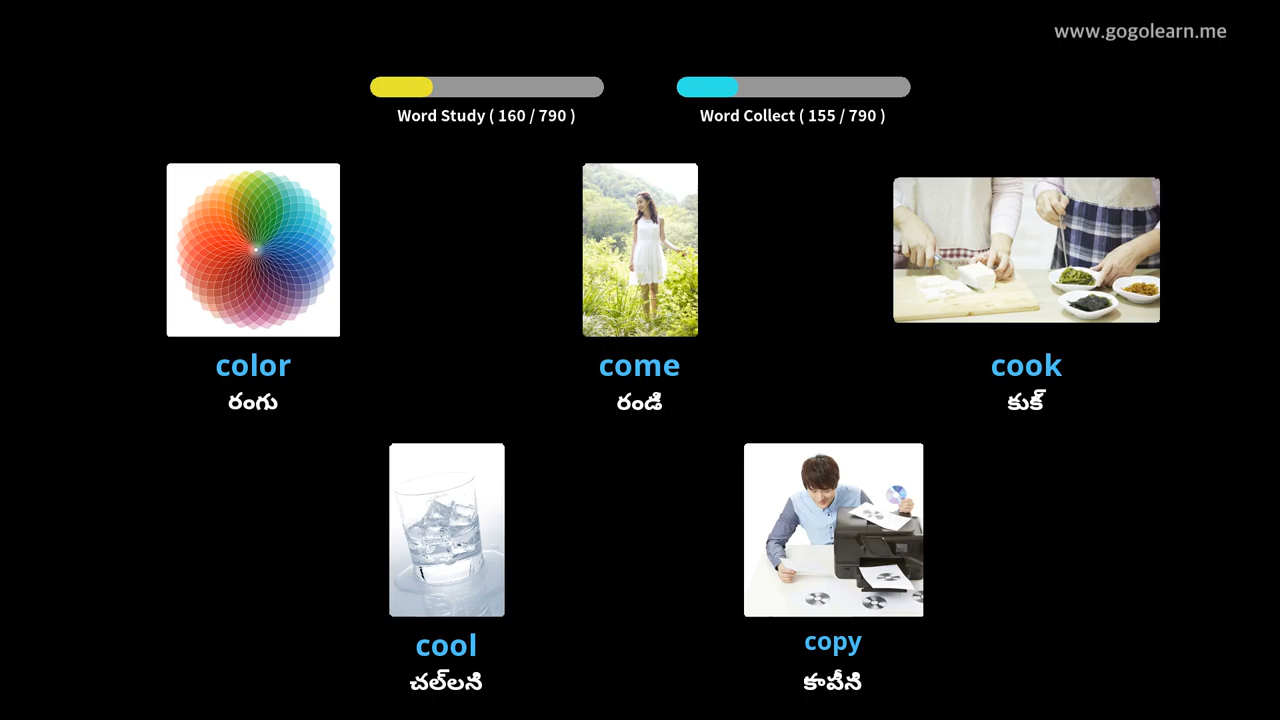 www.gogolearn.me
Word Study ( 160 / 790 )
Word Collect ( 155 / 790 )
color
రంగు
come
రండి
cook
కుక్
cool
చల్‌లని
copy
కాపీని